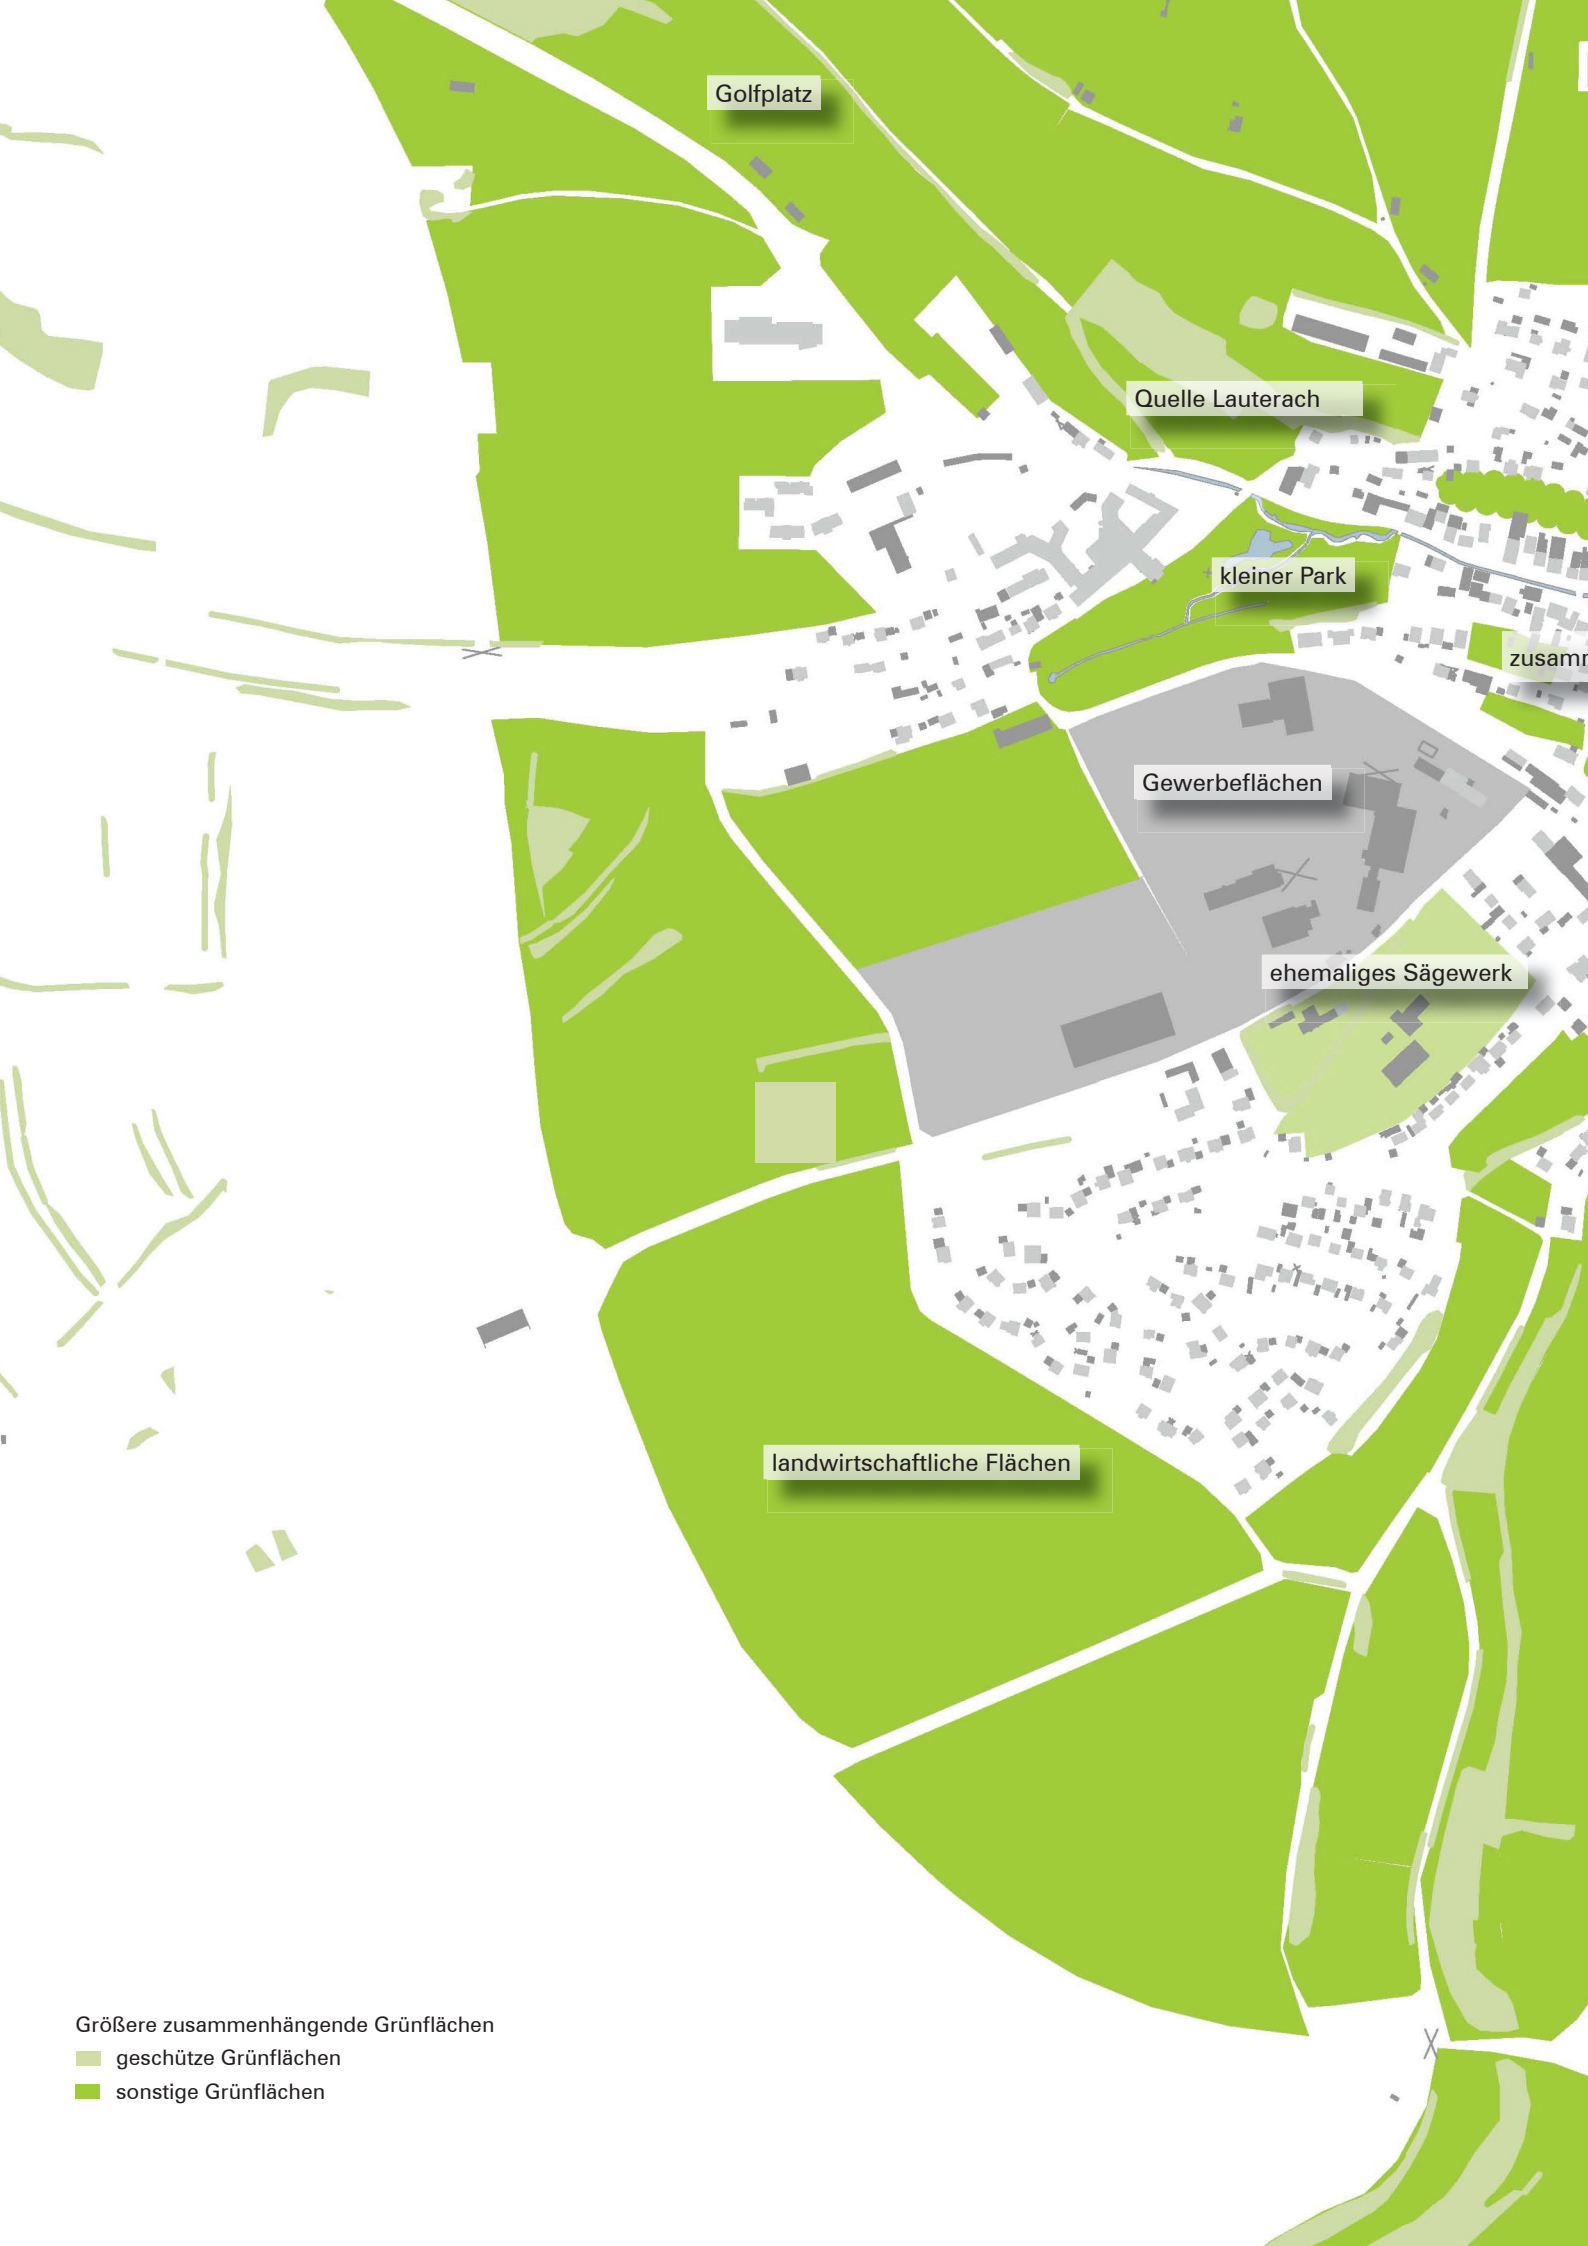 Golfplatz
Quelle Lauterach
kleiner Park
Gewerbeflächen
ehemaliges Sägewerk
landwirtschaftliche Flächen
Größere zusammenhängende Grünflächen
geschütze Grünflächen
sonstige Grünflächen